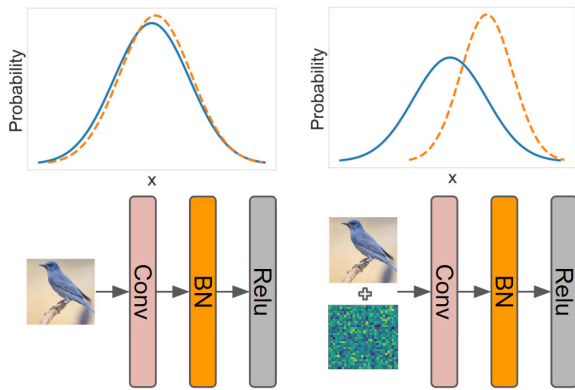 Probability
x
Probability
x
Conv
BN
Relu
Conv
BN
Relu